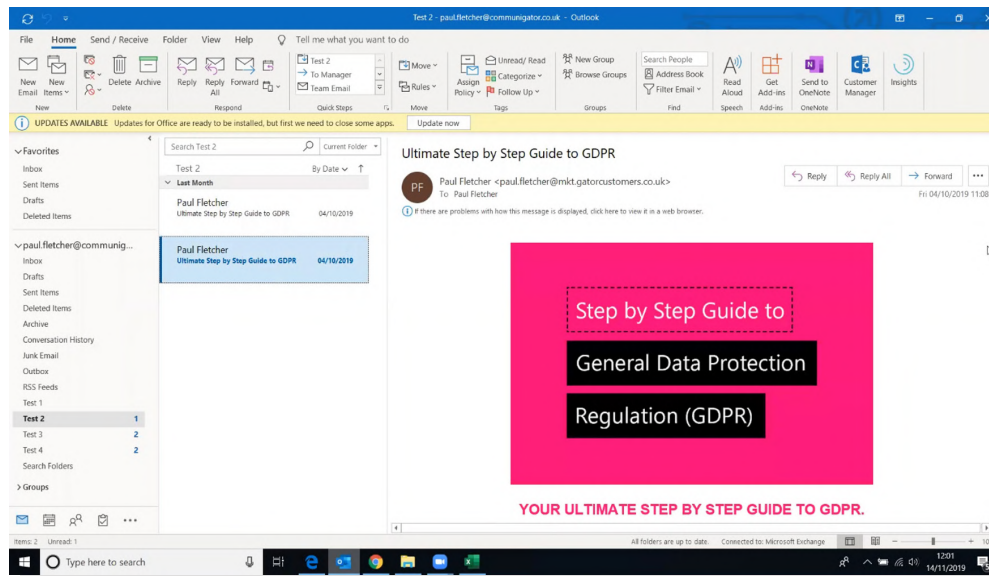 Test 2 - paul.fletcher@communigator.co.uk - Outlook
File Home Send / Receive Folder View Help Tell me what you want to do
New Email
New Items
Delete
Archive
Reply
Reply All
Forward
Test 2
To Manager
Team Email
Move
Rules
Assign Policy
Unread/ Read
Categorize
Follow Up
New Group
Browse Groups
Search People
Address Book
Filter Email
Read Aloud
Get Add-ins
Send to OneNote
Customer Manager
Insights
New Delete Respond Quick Steps Move Tags Groups Find Speech Add-ins OneNote
UPDATES AVAILABLE Updates for Office are ready to be installed, but first we need to close some apps. Update now
Favorites
Inbox
Sent Items
Drafts
Deleted Items
paul.fletcher@communig...
Inbox
Drafts
Sent Items
Deleted Items
Archive
Conversation History
Junk Email
Outbox
RSS Feeds
Test 1
Test 2 1
Test 3 2
Test 4 2
Search Folders
Groups
Search Test 2 Current Folder
Test 2 By Date
Last Month
Paul Fletcher
Ultimate Step by Step Guide to GDPR 04/10/2019
Paul Fletcher
Ultimate Step by Step Guide to GDPR 04/10/2019
Ultimate Step by Step Guide to GDPR
PF
Paul Fletcher <paul.fletcher@mkt.gatorcustomers.co.uk>
To Paul Fletcher
Reply Reply All Forward
Fri 04/10/2019 11:08
If there are problems with how this message is displayed, click here to view it in a web browser.
Step by Step Guide to
General Data Protection
Regulation (GDPR)
YOUR ULTIMATE STEP BY STEP GUIDE TO GDPR.
Items: 2 Unread: 1 All folders are up to date. Connected to: Microsoft Exchange 10
Type here to search
12:01
14/11/2019